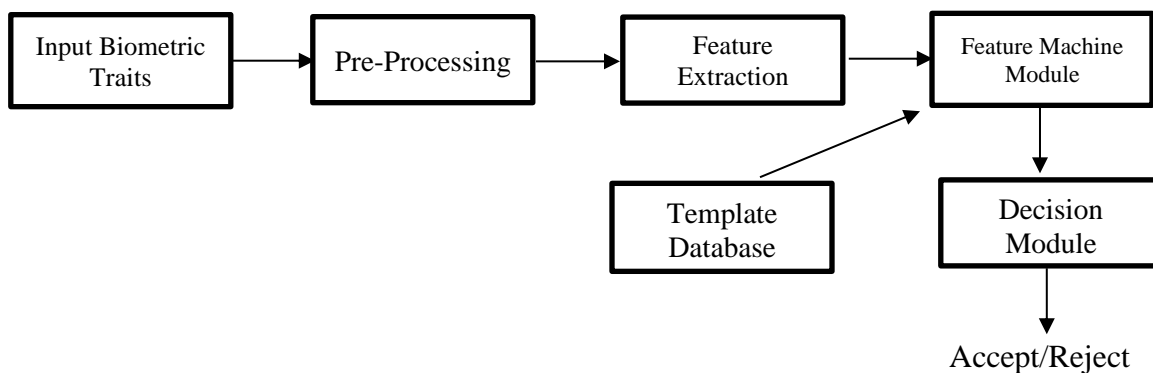 Input Biometric
Traits
Pre-Processing
Feature
Extraction
Feature Machine
Module
Template
Database
Decision
Module
Accept/Reject